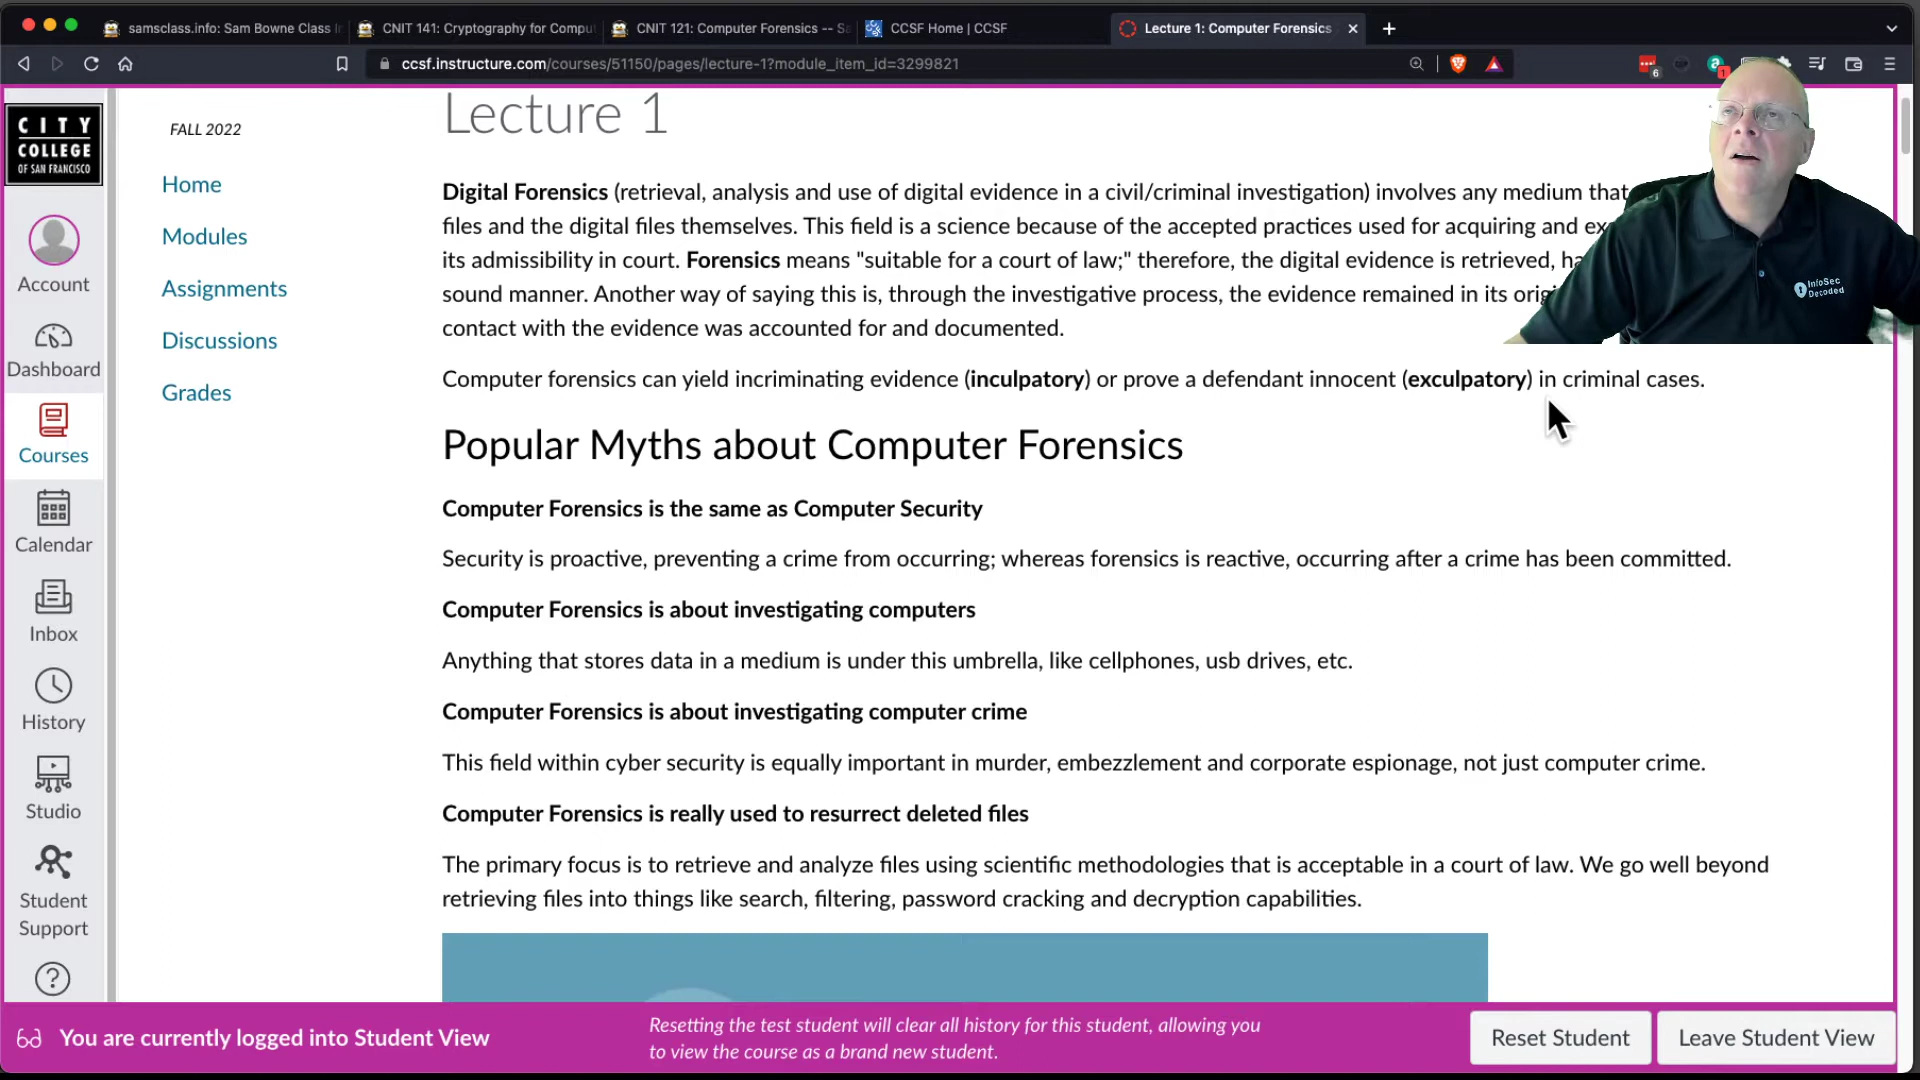 samsclass.info: Sam Bowne Class I
CNIT 141: Cryptography for Compu
CNIT 121: Computer Forensics -- Sa
CCSF Home | CCSF
Lecture 1: Computer Forensics
ccsf.instructure.com/courses/51150/pages/lecture-1?module_item_id=3299821
6
1
CITY
COLLEGE
OF SAN FRANCISCO
Account
Dashboard
Courses
Calendar
Inbox
History
Studio
Student
Support
FALL 2022
Home
Modules
Assignments
Discussions
Grades
Lecture 1
Digital Forensics (retrieval, analysis and use of digital evidence in a civil/criminal investigation) involves any medium that
files and the digital files themselves. This field is a science because of the accepted practices used for acquiring and ex
its admissibility in court. Forensics means "suitable for a court of law;" therefore, the digital evidence is retrieved, ha
sound manner. Another way of saying this is, through the investigative process, the evidence remained in its orig
contact with the evidence was accounted for and documented.
Computer forensics can yield incriminating evidence (inculpatory) or prove a defendant innocent (exculpatory) in criminal cases.
Popular Myths about Computer Forensics
Computer Forensics is the same as Computer Security
Security is proactive, preventing a crime from occurring; whereas forensics is reactive, occurring after a crime has been committed.
Computer Forensics is about investigating computers
Anything that stores data in a medium is under this umbrella, like cellphones, usb drives, etc.
Computer Forensics is about investigating computer crime
This field within cyber security is equally important in murder, embezzlement and corporate espionage, not just computer crime.
Computer Forensics is really used to resurrect deleted files
The primary focus is to retrieve and analyze files using scientific methodologies that is acceptable in a court of law. We go well beyond
retrieving files into things like search, filtering, password cracking and decryption capabilities.
InfoSec
Decoded
You are currently logged into Student View
Resetting the test student will clear all history for this student, allowing you
to view the course as a brand new student.
Reset Student
Leave Student View